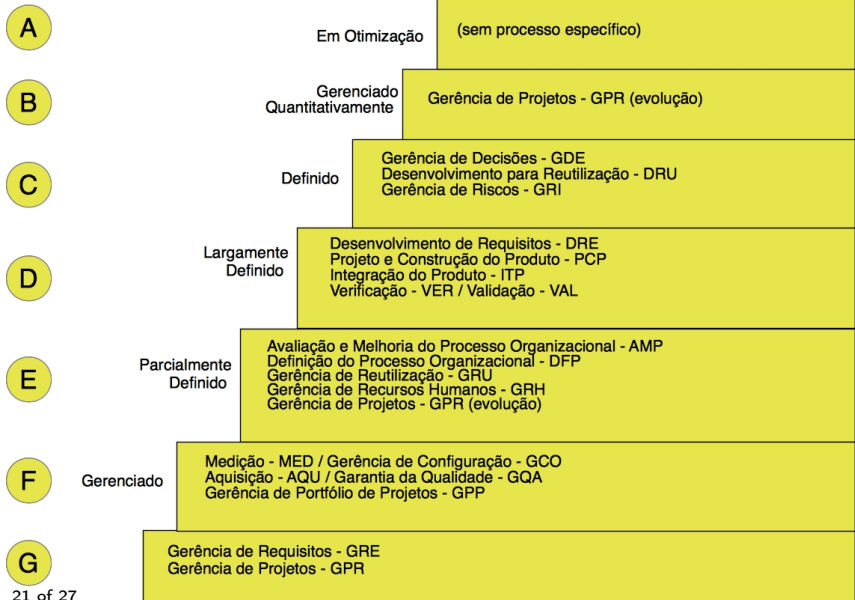 A
Em Otimização
(sem processo específico)
B
Gerenciado
Quantitativamente
Gerência de Projetos - GPR (evolução)
C
Definido
Gerência de Decisões - GDE
Desenvolvimento para Reutilização - DRU
Gerência de Riscos - GRI
D
Largamente
Definido
Desenvolvimento de Requisitos - DRE
Projeto e Construção do Produto - PCP
Integração do Produto - ITP
Verificação - VER / Validação - VAL
E
Parcialmente
Definido
Avaliação e Melhoria do Processo Organizacional - AMP
Definição do Processo Organizacional - DFP
Gerência de Reutilização - GRU
Gerência de Recursos Humanos - GRH
Gerência de Projetos - GPR (evolução)
F
Gerenciado
Medição - MED / Gerência de Configuração - GCO
Aquisição - AQU / Garantia da Qualidade - GQA
Gerência de Portfólio de Projetos - GPP
G
Gerência de Requisitos - GRE
Gerência de Projetos - GPR
21 of 27